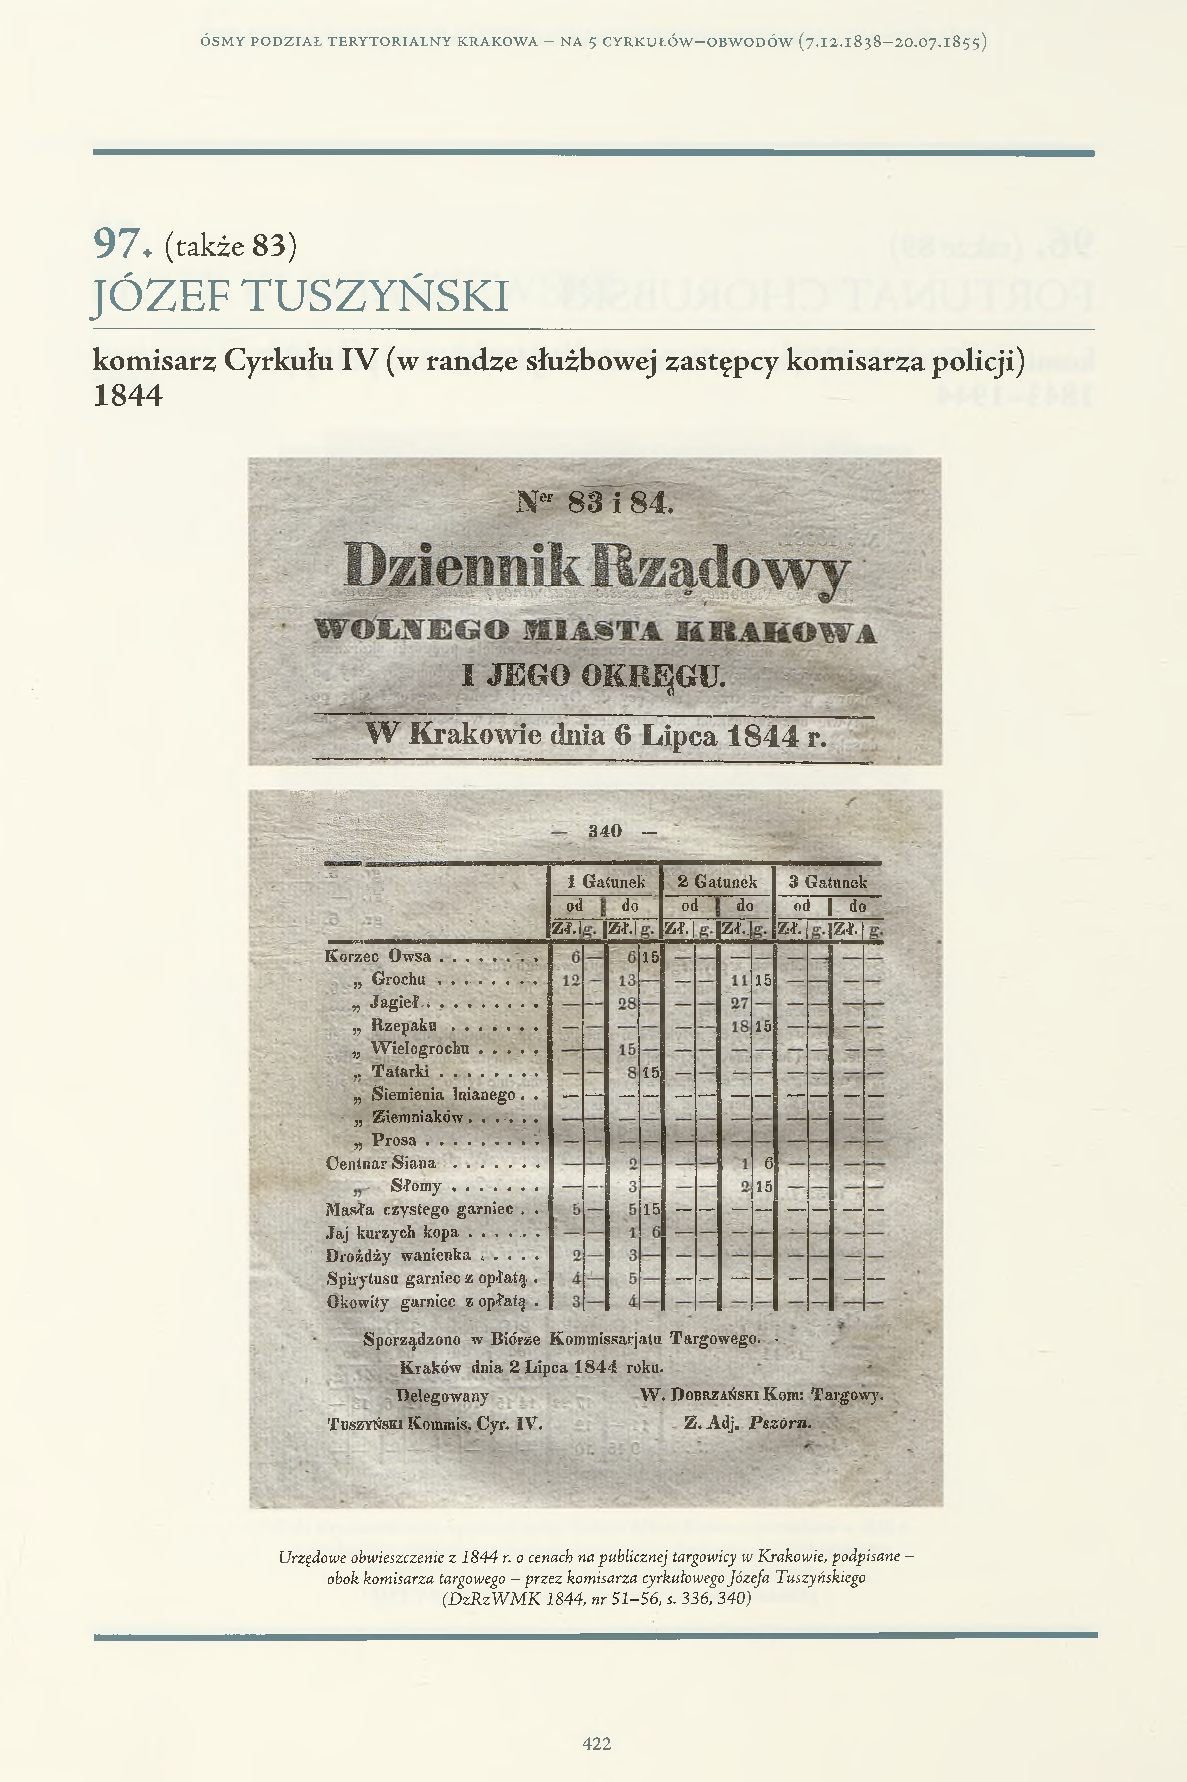 ÓSMY PODZIAŁ TERYTORIALNY KRAKOWA – NA 5 CYRKUŁÓW–OBWODÓW (7.12.1838–20.07.1855)
97. (także 83)
JÓZEF TUSZYŃSKI
komisarz Cyrkułu IV (w randze służbowej zastępcy komisarza policji)
1844
Ner 83 i 84.
Dziennik Rządowy
WOLNEGO MIASTA KRAKOWA
I JEGO OKRĘGU.
W Krakowie dnia 6 Lipca 1844 r.
— 340 —
1 Gatunek 2 Gatunek 3 Gatunek
od do od do od do
Zł. g. Zł. g. Zł. g. Zł. g. Zł. g. Zł. g.
Korzec Owsa . . . . . . . . 6 — 6 15 — — — — — — — —
„ Grochu . . . . . . . . 12 — 13 — — — 11 15 — — — —
„ Jagieł . . . . . . . . . — — 28 — — — 27 — — — — —
„ Rzepaku . . . . . . . — — — — — — 18 15 — — — —
„ Wielogrochu . . . . . — — 15 — — — — — — — — —
„ Tatarki . . . . . . . . — — 8 15 — — — — — — — —
„ Siemienia lnianego . . — — — — — — — — — — — —
„ Ziemniaków . . . . . . — — — — — — — — — — — —
„ Prosa . . . . . . . . . — — — — — — — — — — — —
Centnar Siana . . . . . . . — — 2 — — — 1 6 — — — —
„ Słomy . . . . . . . — — 3 — — — 2 15 — — — —
Masła czystego garniec . . 5 — 5 15 — — — — — — — —
Jaj kurzych kopa . . . . . . — — 1 6 — — — — — — — —
Drożdży wanienka . . . . . 2 — 3 — — — — — — — — —
Spirytusu garniec z opłatą . 4 — 5 — — — — — — — — —
Okowity garniec z opłatą . 3 — 4 — — — — — — — — —
Sporządzono w Biórze Kommissarjatu Targowego.
Kraków dnia 2 Lipca 1844 roku.
Delegowany W. DOBRZAŃSKI Kom: Targowy.
TUSZYŃSKI Kommis. Cyr. IV. Z. Adj. Pszorn.
Urzędowe obwieszczenie z 1844 r. o cenach na publicznej targowicy w Krakowie, podpisane –
obok komisarza targowego – przez komisarza cyrkułowego Józefa Tuszyńskiego
(DzRzWMK 1844, nr 51–56, s. 336, 340)
422